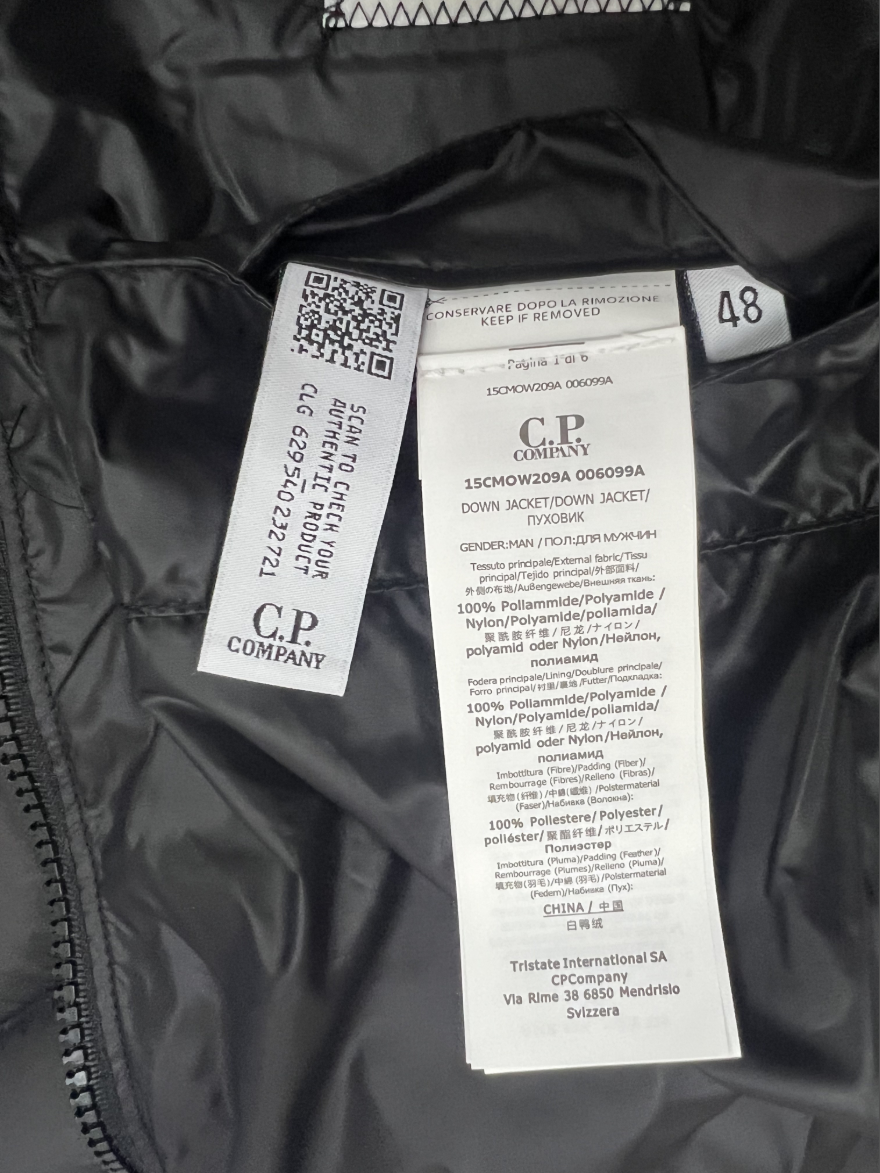 SCAN TO CHECK YOUR
AUTHENTIC PRODUCT
CLG 629540232721
C.P.
COMPANY
CONSERVARE DOPO LA RIMOZIONE
KEEP IF REMOVED
48
Pagina 1 di 6
15CMOW209A 006099A
C.P.
COMPANY
15CMOW209A 006099A
DOWN JACKET/DOWN JACKET/
ПУХОВИК
GENDER:MAN / ПОЛ:ДЛЯ МУЖЧИН
Tessuto principale/External fabric/Tissu
principal/Tejido principal/外部面料/
外側の布地/Außengewebe/Внешняя ткань:
100% Poliammide/Polyamide /
Nylon/Polyamide/poliamida/
聚酰胺纤维/尼龙/ナイロン/
polyamid oder Nylon/Нейлон,
полиамид
Fodera principale/Lining/Doublure principale/
Forro principal/衬里/裏地/Futter/Подкладка:
100% Poliammide/Polyamide /
Nylon/Polyamide/poliamida/
聚酰胺纤维/尼龙/ナイロン/
polyamid oder Nylon/Нейлон,
полиамид
Imbottitura (Fibre)/Padding (Fiber)/
Rembourrage (Fibres)/Relleno (Fibras)/
填充物(纤维)/中綿(繊維)/Polstermaterial
(Faser)/Набивка (Волокна):
100% Poliestere/Polyester/
poliéster/聚酯纤维/ポリエステル/
Полиэстер
Imbottitura (Piuma)/Padding (Feather)/
Rembourrage (Plumes)/Relleno (Pluma)/
填充物(羽毛)/中綿(羽毛)/Polstermaterial
(Federn)/Набивка (Пух):
CHINA / 中国
白鸭绒
Tristate International SA
CPCompany
Via Rime 38 6850 Mendrisio
Svizzera